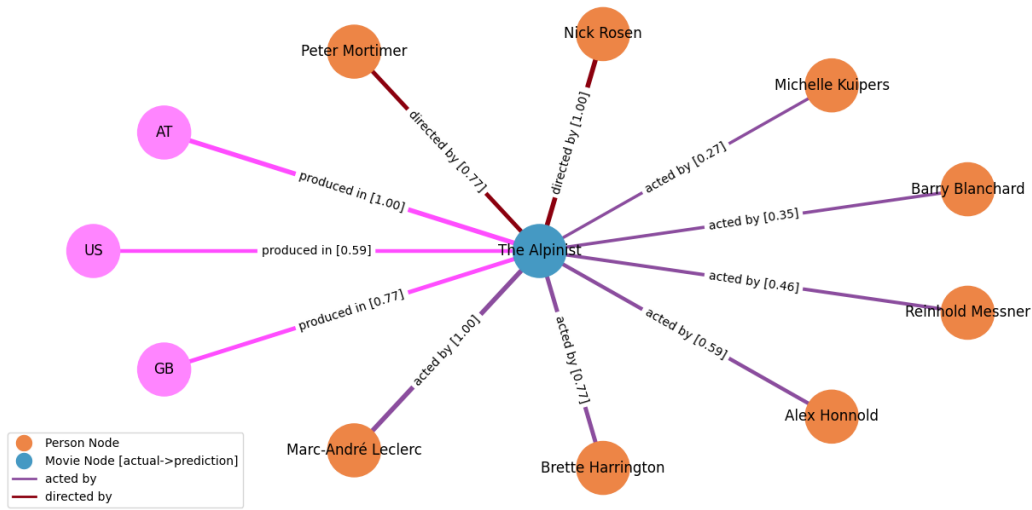 Nick Rosen
Peter Mortimer
Michelle Kuipers
AT
directed by [0.77]
directed by [1.00]
acted by [0.27]
Barry Blanchard
produced in [1.00]
acted by [0.35]
US
produced in [0.59]
The Alpinist
acted by [0.46]
Reinhold Messner
produced in [0.77]
acted by [1.00]
acted by [0.77]
acted by [0.59]
GB
Alex Honnold
Marc-André Leclerc
Brette Harrington
Person Node
Movie Node [actual->prediction]
acted by
directed by